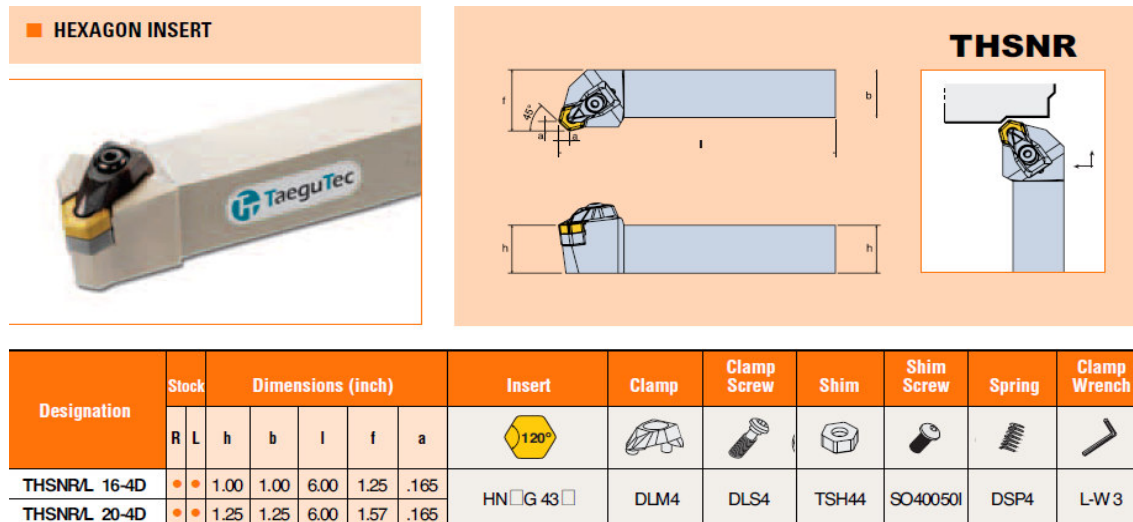 HEXAGON INSERT
TaeguTec
THSNR
f
45°
a
a
l
b
h
h
Designation
Stock
Dimensions (inch)
Insert
Clamp
Clamp
Screw
Shim
Shim
Screw
Spring
Clamp
Wrench
R L h b l f a
120°
THSNR/L 16-4D • • 1.00 1.00 6.00 1.25 .165
HN□G 43□ DLM4 DLS4 TSH44 SO40050I DSP4 L-W 3
THSNR/L 20-4D • • 1.25 1.25 6.00 1.57 .165